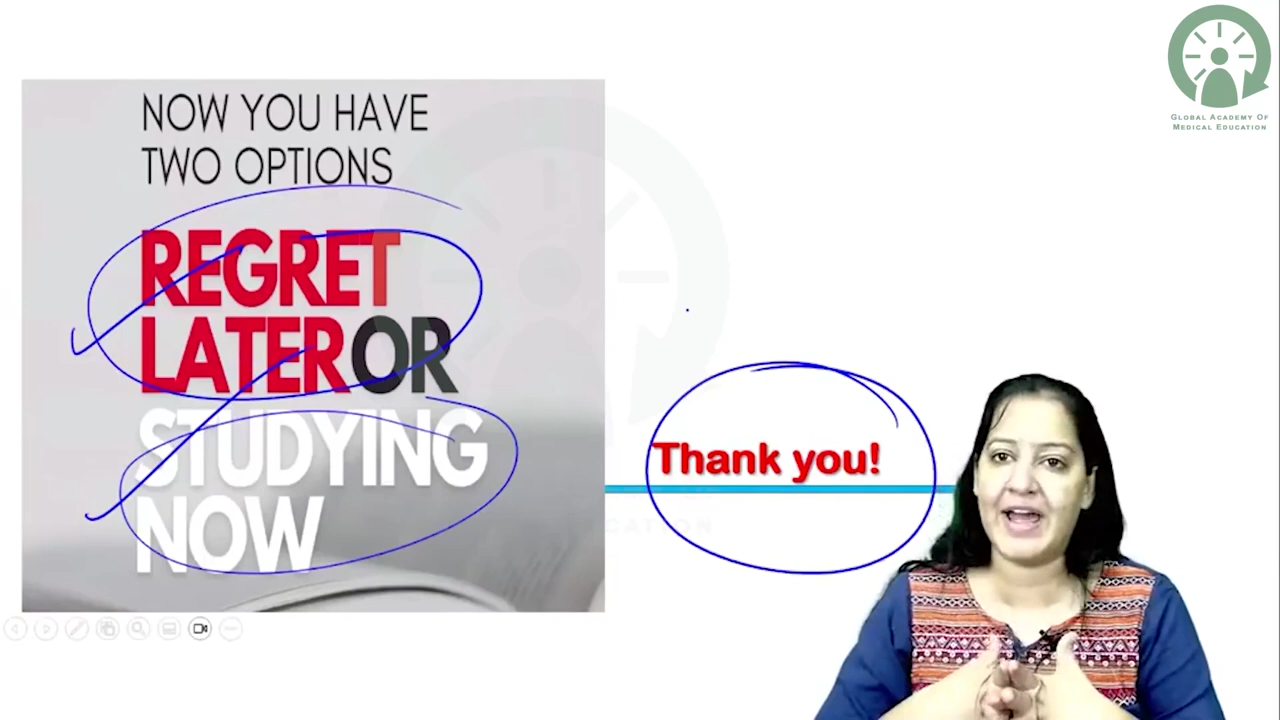 NOW YOU HAVE
TWO OPTIONS
REGRET
LATER OR
STUDYING
NOW
Thank you!
GLOBAL ACADEMY OF
MEDICAL EDUCATION